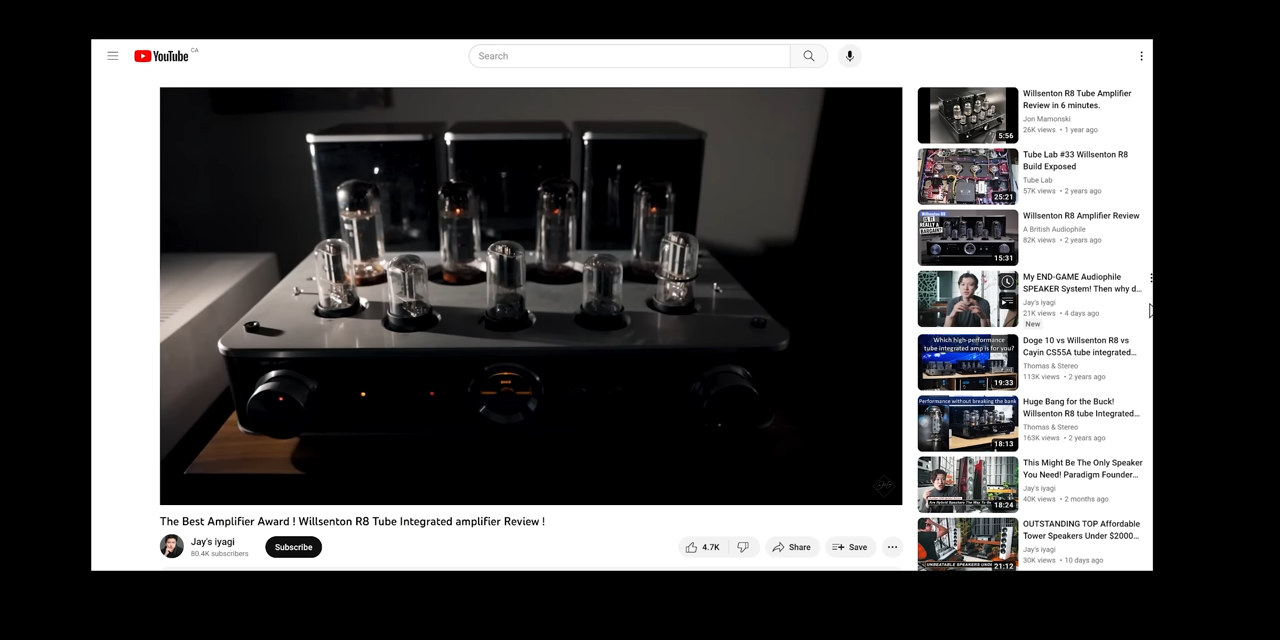 YouTube CA
Search
Willsenton R8 Tube Amplifier
Review in 6 minutes.
Jon Mamonski
26K views • 1 year ago
5:56
Tube Lab #33 Willsenton R8
Build Exposed
Tube Lab
57K views • 2 years ago
25:21
Willsenton R8 Amplifier Review
A British Audiophile
82K views • 2 years ago
Willsenton R8
IS IT
REALLY A
BARGAIN?
15:31
My END-GAME Audiophile
SPEAKER System! Then why d...
Jay's iyagi
21K views • 4 days ago
New
Which high-performance
tube integrated amp is for you?
19:33
Doge 10 vs Willsenton R8 vs
Cayin CS55A tube integrated...
Thomas & Stereo
113K views • 2 years ago
Performance without breaking the bank
18:13
Huge Bang for the Buck!
Willsenton R8 tube Integrated...
Thomas & Stereo
163K views • 2 years ago
This Might Be The Only Speaker
You Need! Paradigm Founder...
Jay's iyagi
40K views • 2 months ago
18:24
OUTSTANDING TOP Affordable
Tower Speakers Under $2000...
Jay's iyagi
30K views • 10 days ago
21:12
The Best Amplifier Award ! Willsenton R8 Tube Integrated amplifier Review !
Jay's iyagi
80.4K subscribers
Subscribe
4.7K
Share
Save